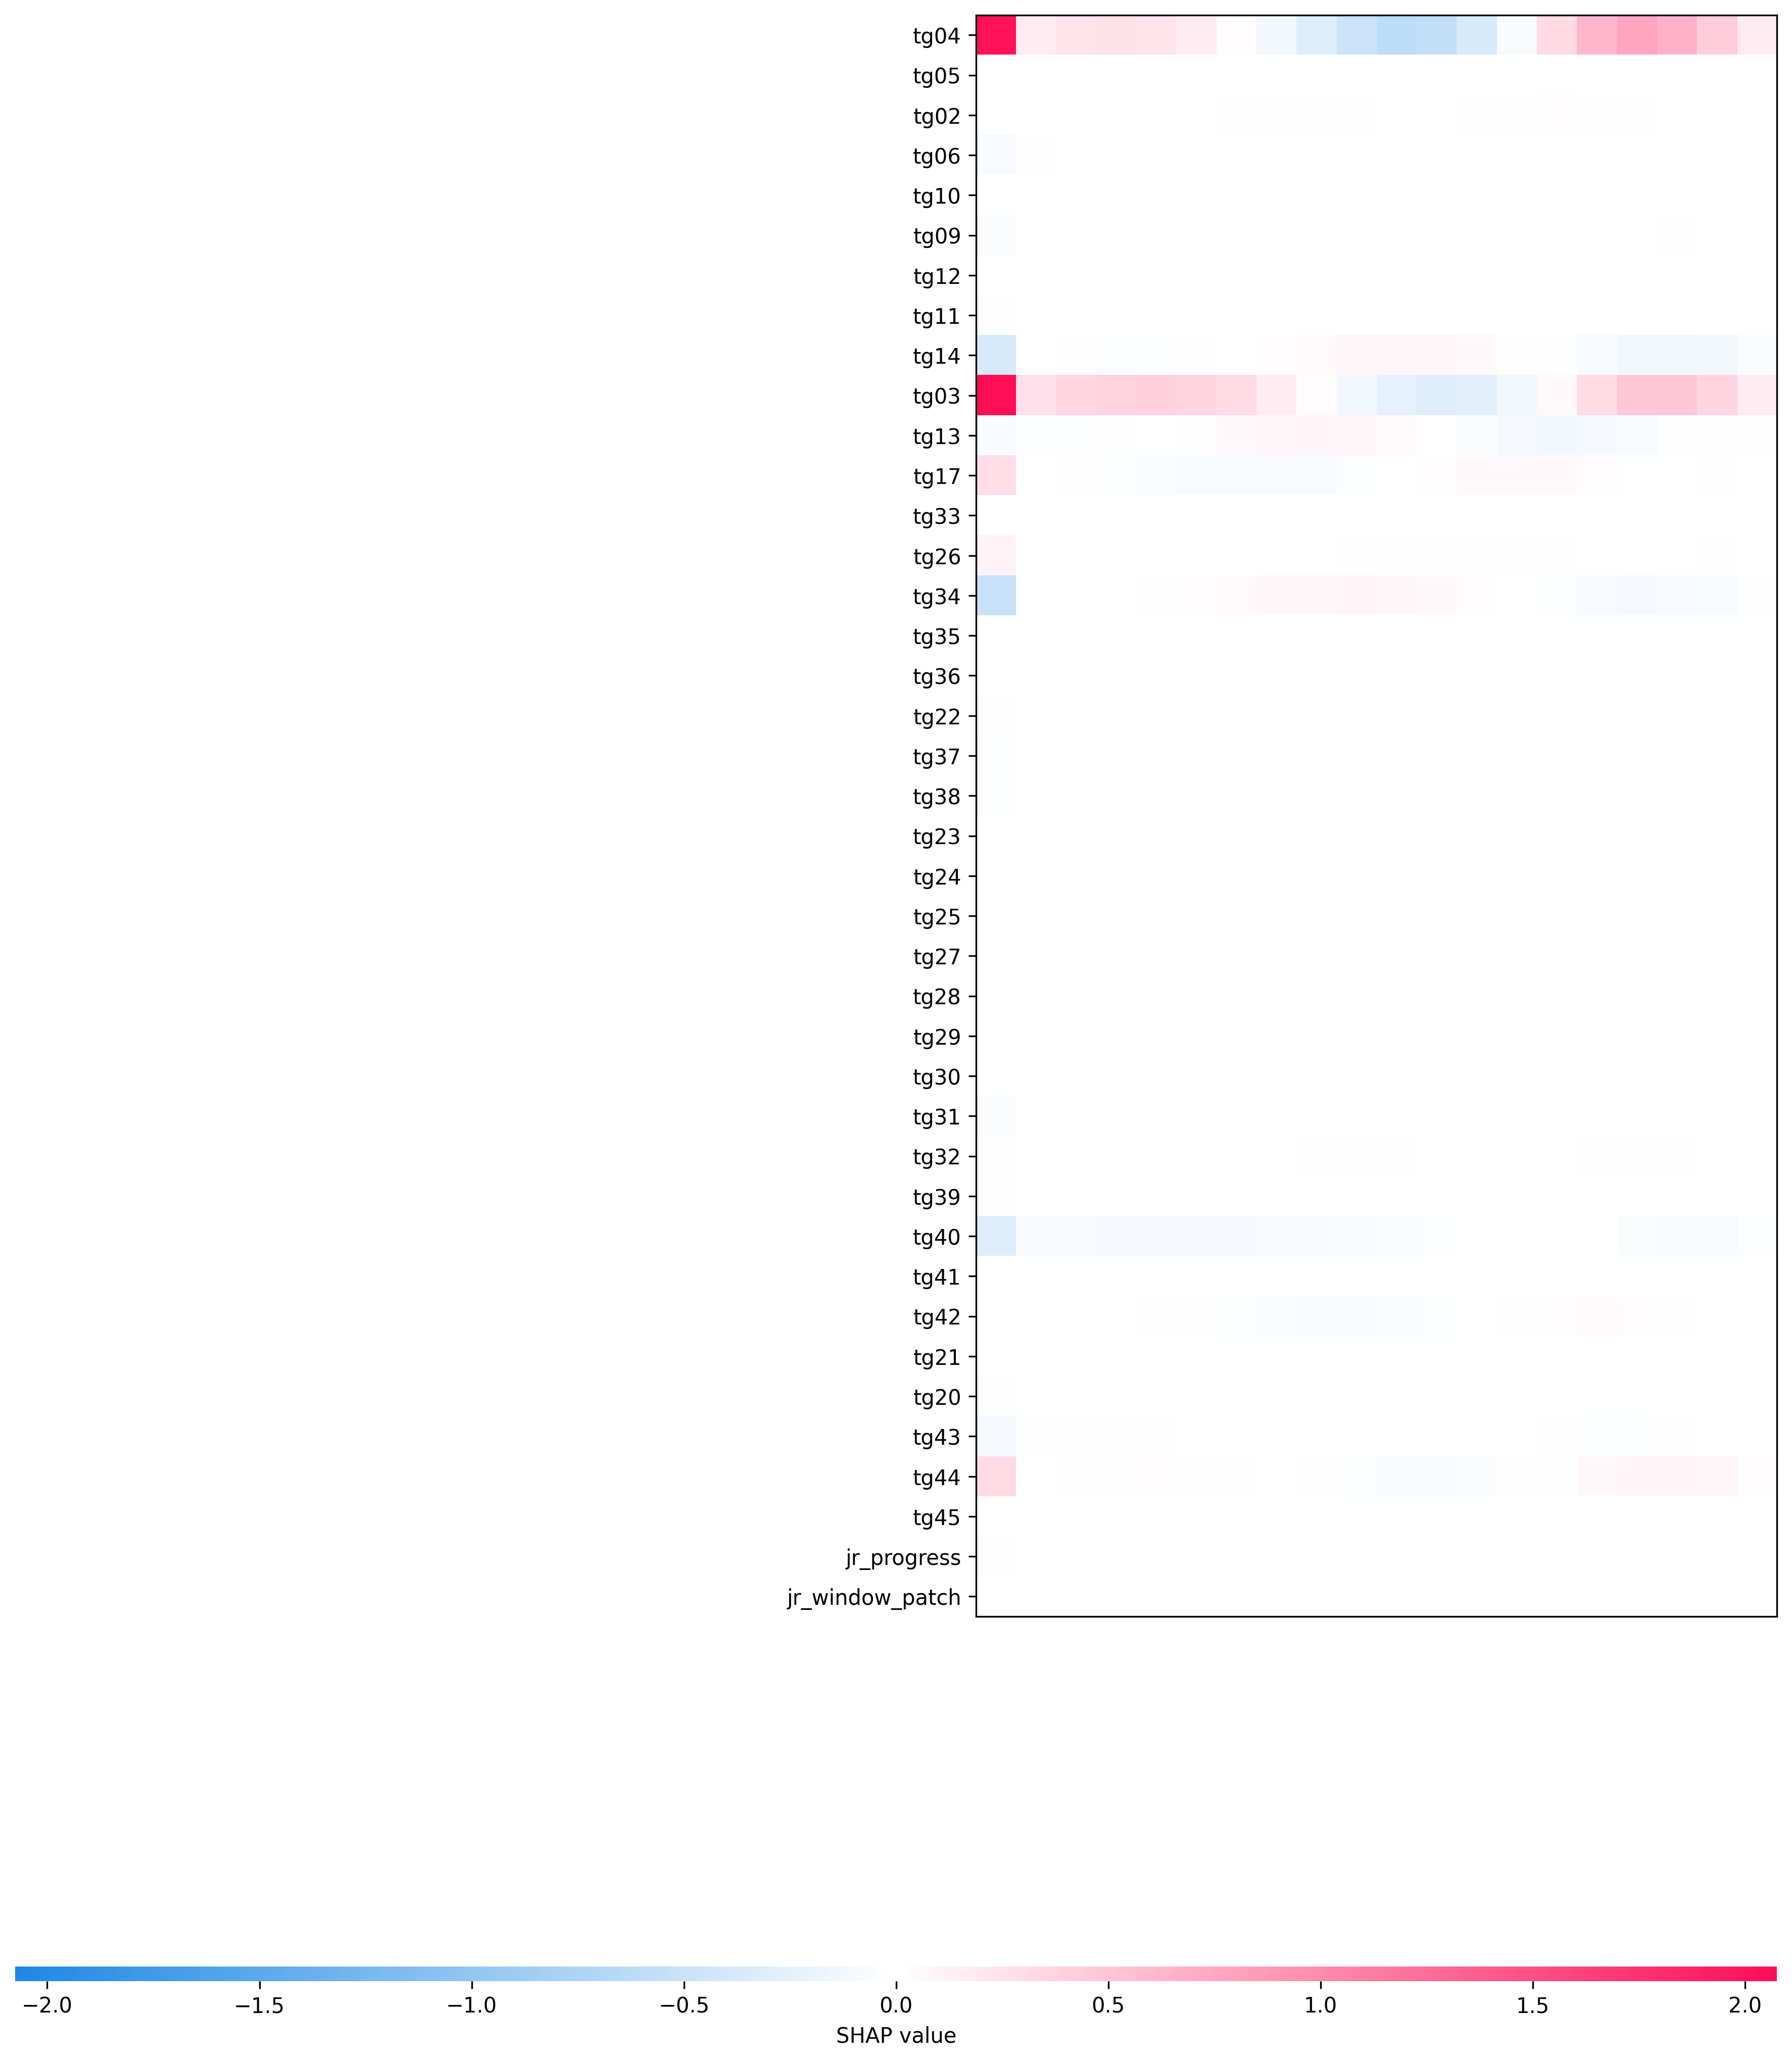 tg04
tg05
tg02
tg06
tg10
tg09
tg12
tg11
tg14
tg03
tg13
tg17
tg33
tg26
tg34
tg35
tg36
tg22
tg37
tg38
tg23
tg24
tg25
tg27
tg28
tg29
tg30
tg31
tg32
tg39
tg40
tg41
tg42
tg21
tg20
tg43
tg44
tg45
jr_progress
jr_window_patch
−2.0 −1.5 −1.0 −0.5 0.0 0.5 1.0 1.5 2.0
SHAP value